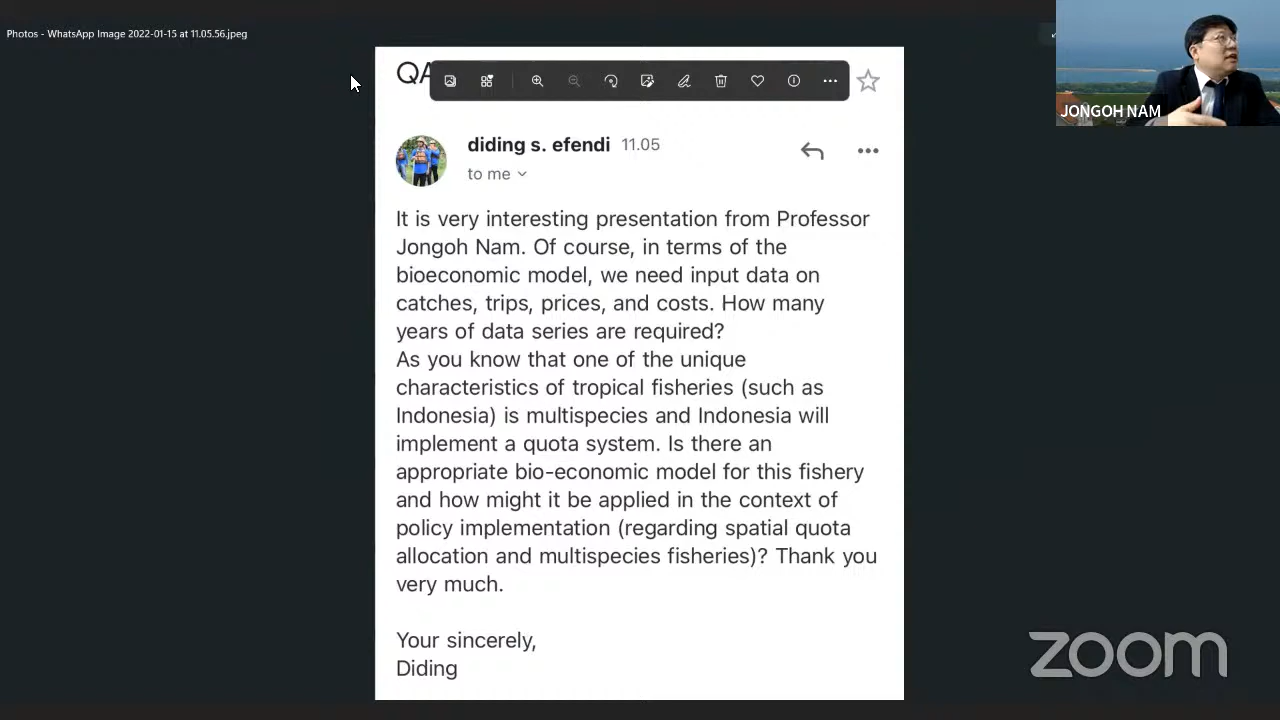 Photos - WhatsApp Image 2022-01-15 at 11.05.56.jpeg
JONGOH NAM
diding s. efendi 11.05
to me
It is very interesting presentation from Professor
Jongoh Nam. Of course, in terms of the
bioeconomic model, we need input data on
catches, trips, prices, and costs. How many
years of data series are required?
As you know that one of the unique
characteristics of tropical fisheries (such as
Indonesia) is multispecies and Indonesia will
implement a quota system. Is there an
appropriate bio-economic model for this fishery
and how might it be applied in the context of
policy implementation (regarding spatial quota
allocation and multispecies fisheries)? Thank you
very much.
Your sincerely,
Diding
zoom